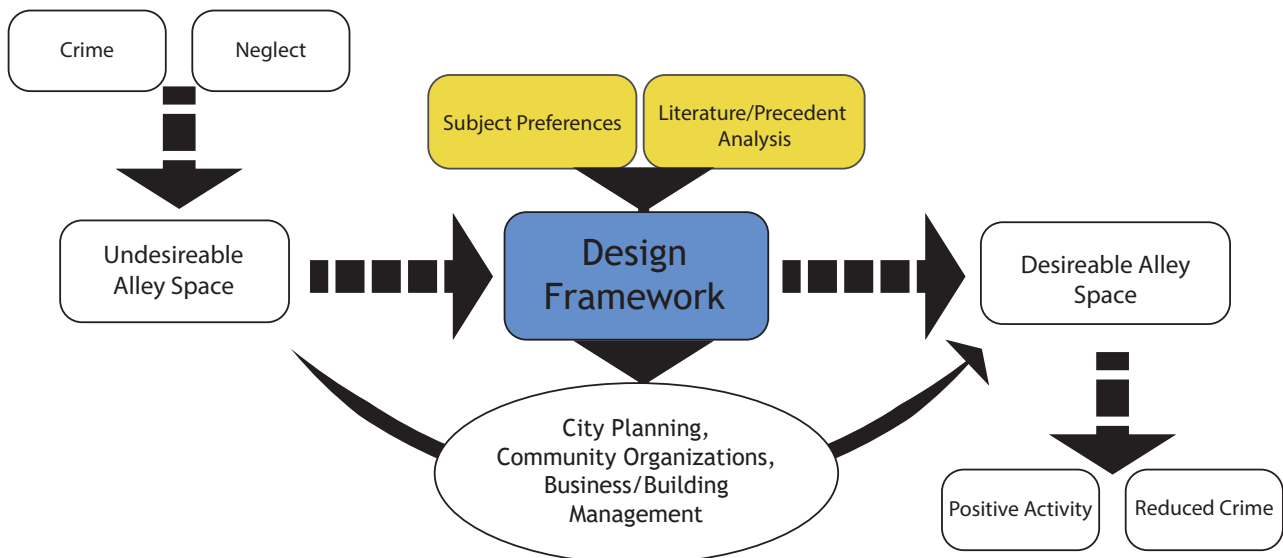 Crime
Neglect
Subject Preferences
Literature/Precedent
Analysis
Undesireable
Alley Space
Design
Framework
Desireable Alley
Space
City Planning,
Community Organizations,
Business/Building
Management
Positive Activity
Reduced Crime